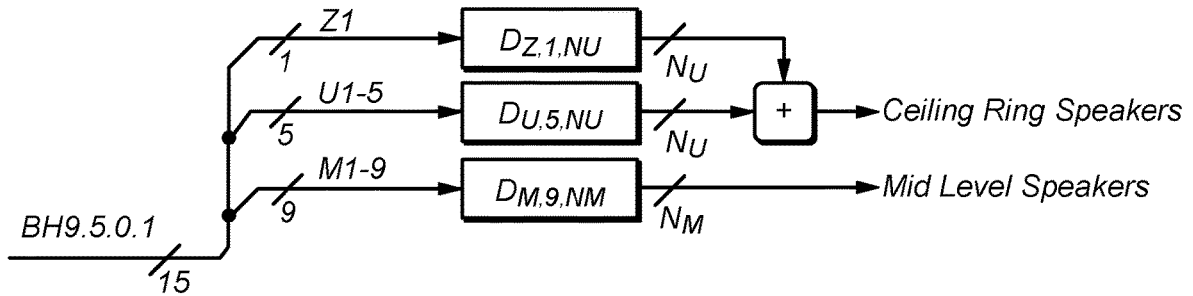 Z1
1
D_{Z,1,NU}
N_U
U1-5
5
D_{U,5,NU}
N_U
+
Ceiling Ring Speakers
M1-9
9
D_{M,9,NM}
N_M
Mid Level Speakers
BH9.5.0.1
15